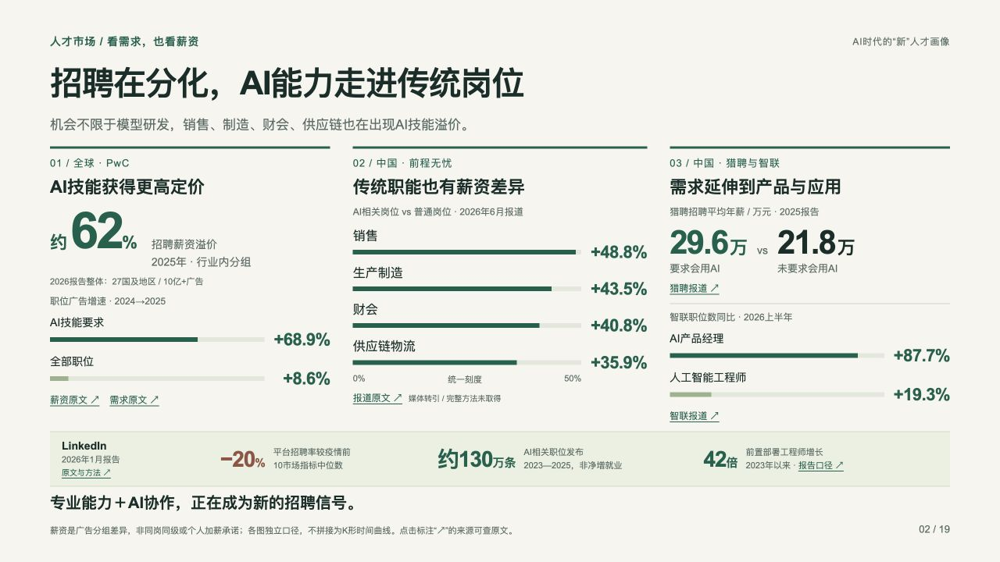 人才市场 / 看需求，也看薪资
AI时代的“新”人才画像
招聘在分化，AI能力走进传统岗位
机会不限于模型研发，销售、制造、财会、供应链也在出现AI技能溢价。
01 / 全球 · PwC
AI技能获得更高定价
约62%
招聘薪资溢价
2025年 · 行业内分组
2026报告整体：27国及地区 / 10亿+广告
职位广告增速 · 2024→2025
AI技能要求
+68.9%
全部职位
+8.6%
薪资原文 ↗ 需求原文 ↗
02 / 中国 · 前程无忧
传统职能也有薪资差异
AI相关岗位 vs 普通岗位 · 2026年6月报道
销售
+48.8%
生产制造
+43.5%
财会
+40.8%
供应链物流
+35.9%
0% 统一刻度 50%
报道原文 ↗ 媒体转引 / 完整方法未取得
03 / 中国 · 猎聘与智联
需求延伸到产品与应用
猎聘招聘平均年薪 / 万元 · 2025报告
29.6万 vs 21.8万
要求会用AI 未要求会用AI
猎聘报道 ↗
智联职位数同比 · 2026上半年
AI产品经理
+87.7%
人工智能工程师
+19.3%
智联报道 ↗
LinkedIn
2026年1月报告
原文与方法 ↗
−20%
平台招聘率较疫情前
10市场指标中位数
约130万条
AI相关职位发布
2023—2025，非净增就业
42倍
前置部署工程师增长
2023年以来 · 报告口径 ↗
专业能力＋AI协作，正在成为新的招聘信号。
薪资是广告分组差异，非同岗同级或个人加薪承诺；各图独立口径，不拼接为K形时间曲线。点击标注“↗”的来源可查原文。
02 / 19